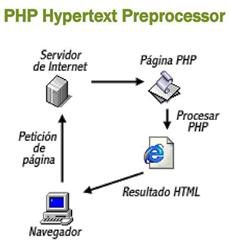 PHP Hypertext Preprocessor
Servidor
de Internet
Página PHP
Procesar
PHP
Petición
de página
Resultado HTML
Navegador